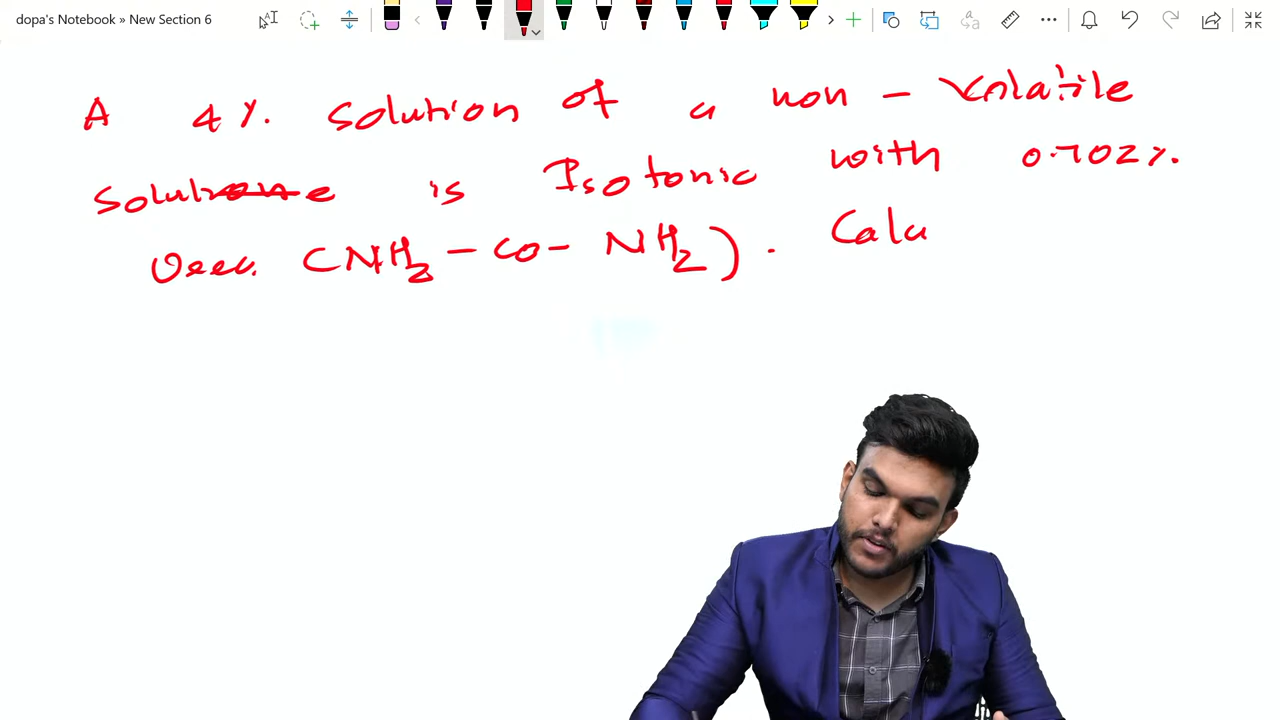 dopa's Notebook » New Section 6
A 4%. Solution of a non - Volatile
Solute is Isotonic with 0.702%.
Urea. (NH2 - CO - NH2). Calu